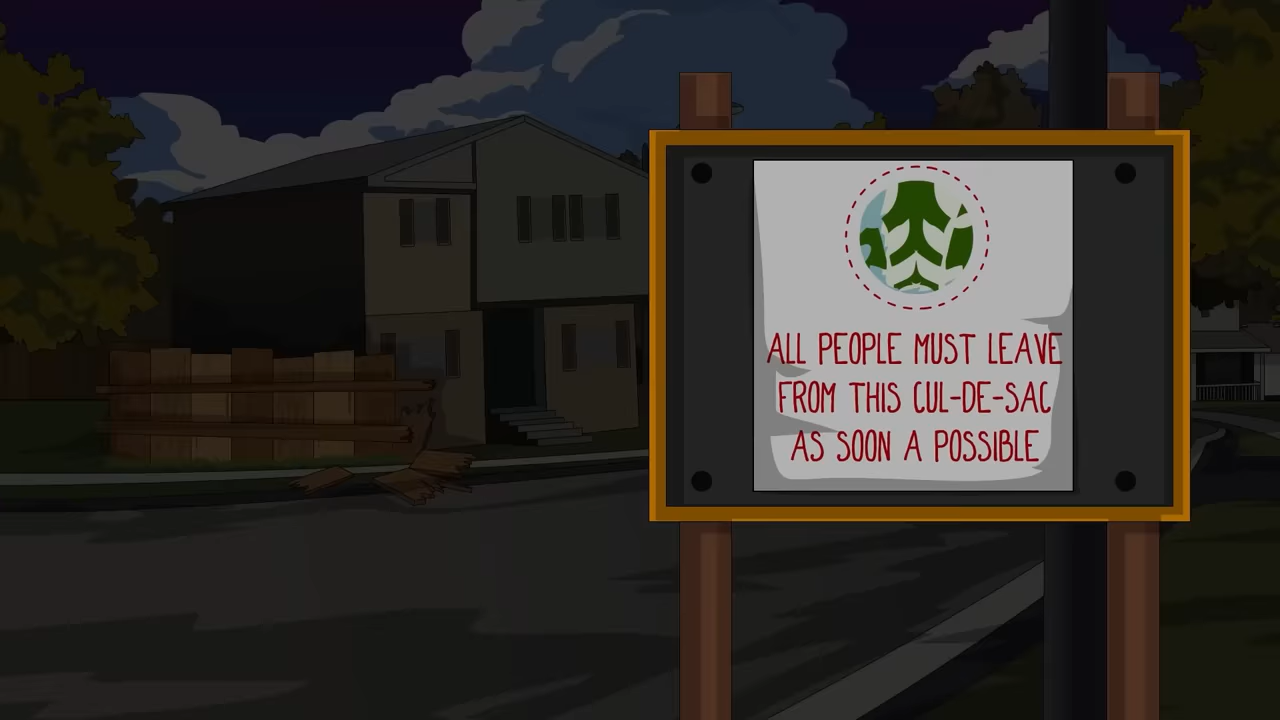 ALL PEOPLE MUST LEAVE
FROM THIS CUL-DE-SAC
AS SOON A POSSIBLE